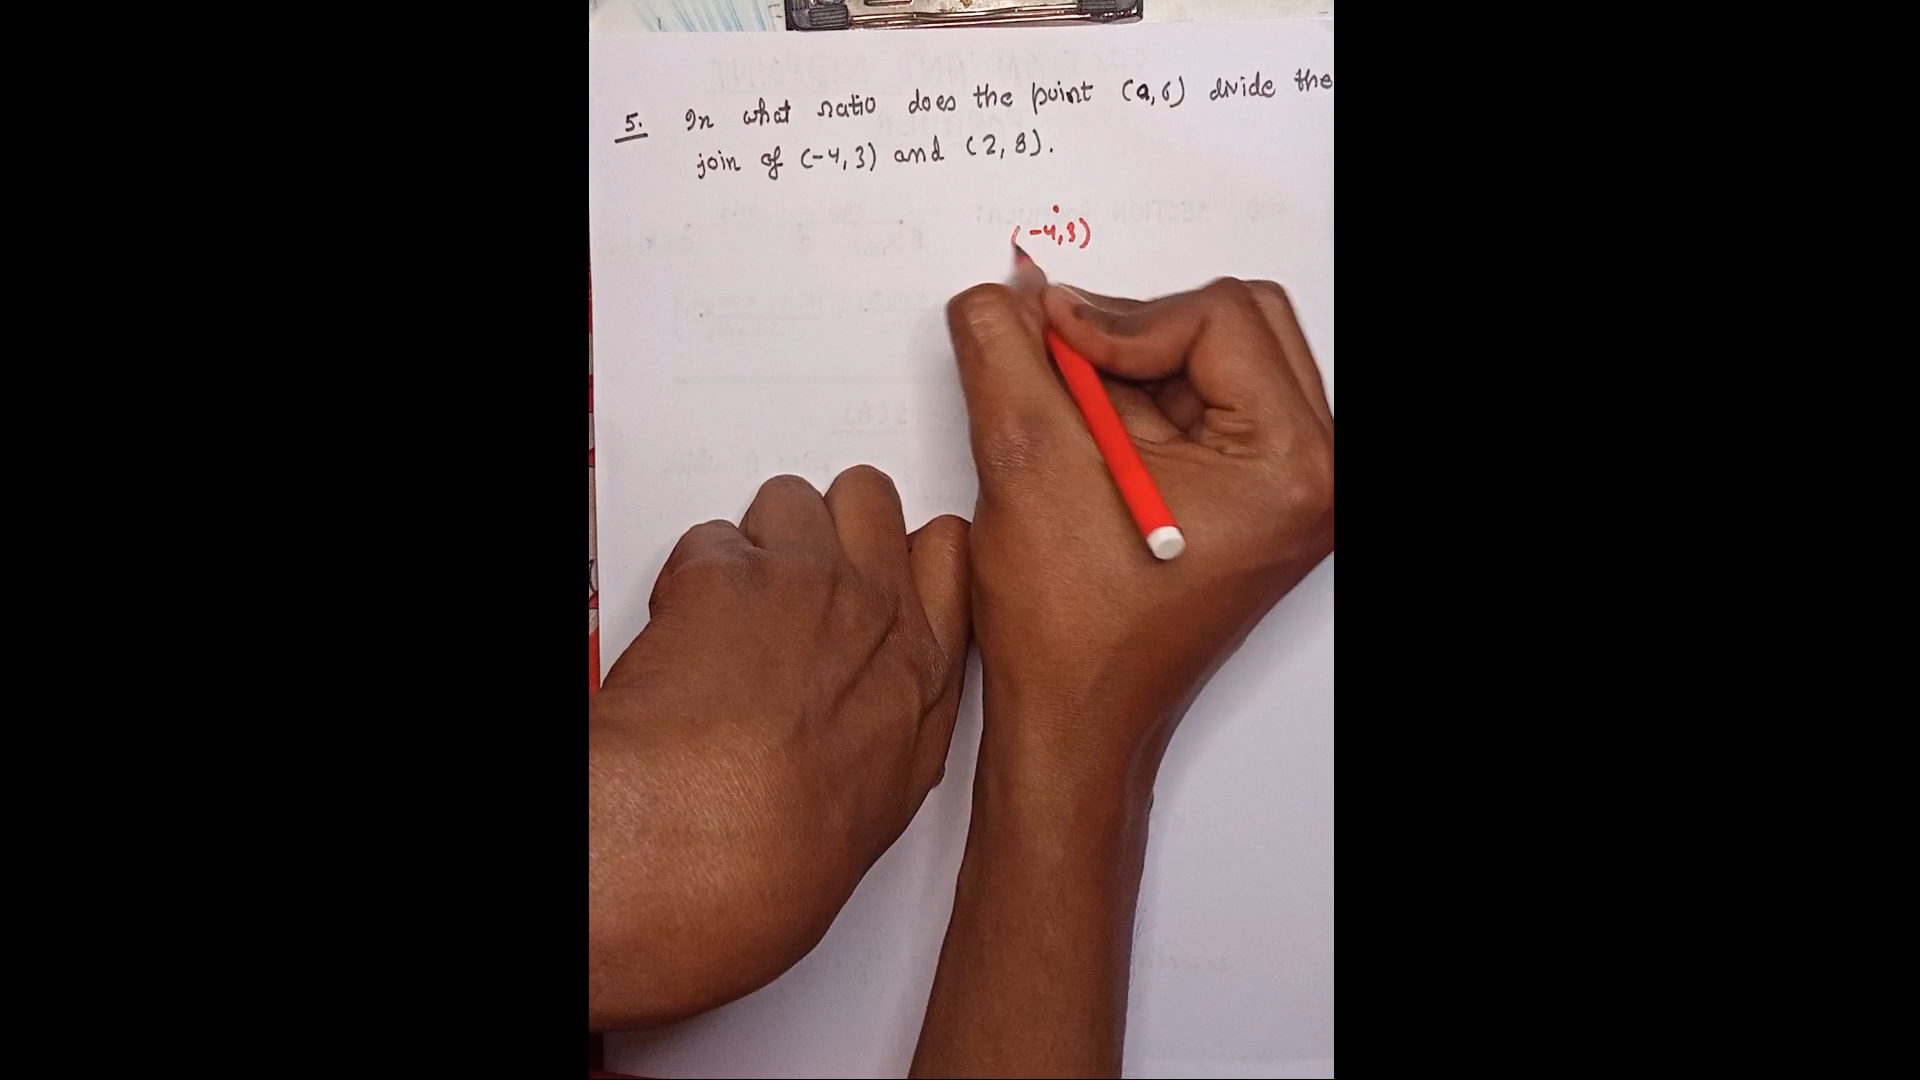 5. In what ratio does the point (a,6) divide the
join of (-4,3) and (2,8).
(-4,3)